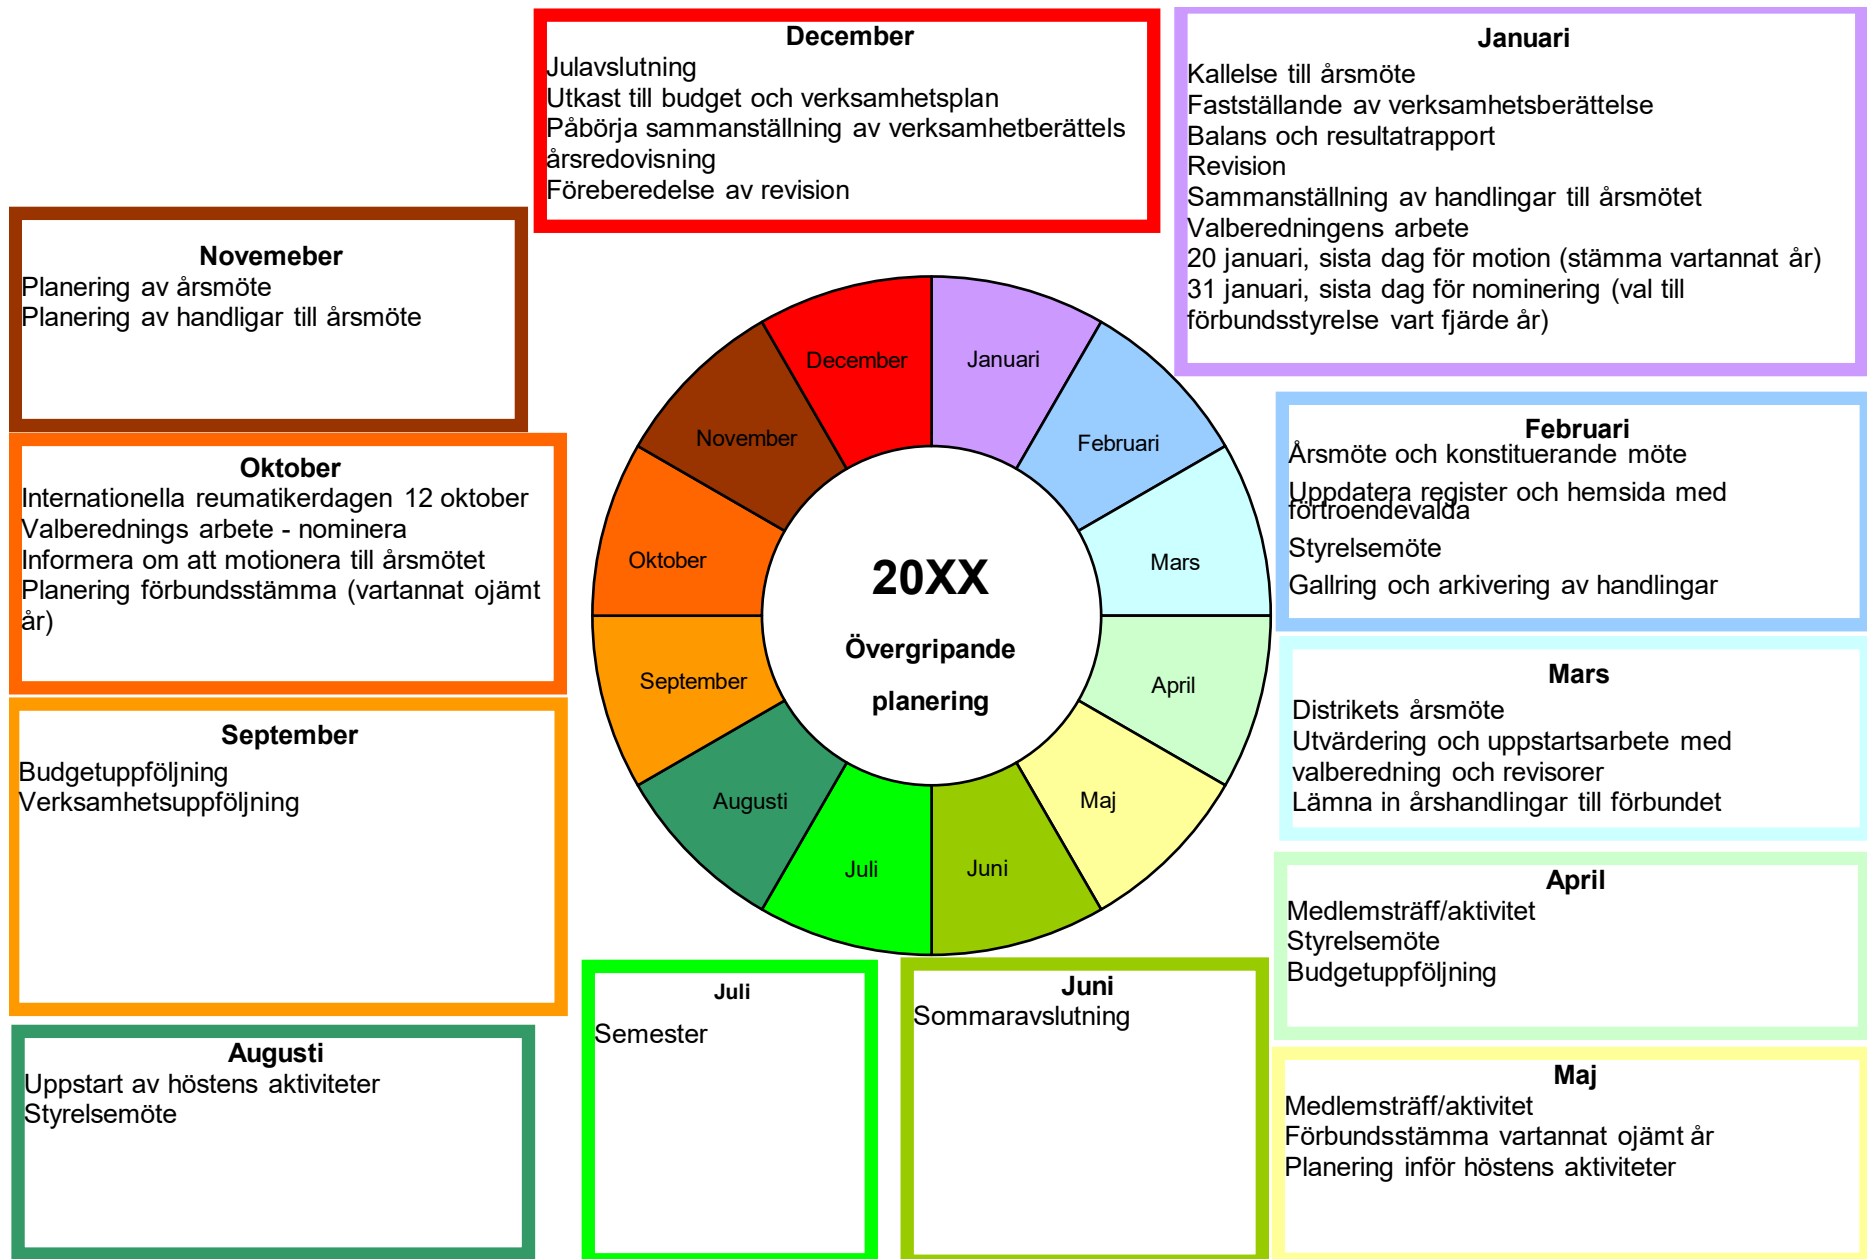 December
Julavslutning
Utkast till budget och verksamhetsplan
Påbörja sammanställning av verksamhetberättels
årsredovisning
Föreberedelse av revision
Januari
Kallelse till årsmöte
Fastställande av verksamhetsberättelse
Balans och resultatrapport
Revision
Sammanställning av handlingar till årsmötet
Valberedningens arbete
20 januari, sista dag för motion (stämma vartannat år)
31 januari, sista dag för nominering (val till
förbundsstyrelse vart fjärde år)
Novemeber
Planering av årsmöte
Planering av handligar till årsmöte
Februari
Årsmöte och konstituerande möte
Uppdatera register och hemsida med
förtroendevalda
Styrelsemöte
Gallring och arkivering av handlingar
Oktober
Internationella reumatikerdagen 12 oktober
Valberednings arbete - nominera
Informera om att motionera till årsmötet
Planering förbundsstämma (vartannat ojämt
år)
December
Januari
November
Februari
Oktober
Mars
September
April
Augusti
Maj
Juli
Juni
20XX
Övergripande
planering
Mars
Distrikets årsmöte
Utvärdering och uppstartsarbete med
valberedning och revisorer
Lämna in årshandlingar till förbundet
September
Budgetuppföljning
Verksamhetsuppföljning
April
Medlemsträff/aktivitet
Styrelsemöte
Budgetuppföljning
Augusti
Uppstart av höstens aktiviteter
Styrelsemöte
Juli
Semester
Juni
Sommaravslutning
Maj
Medlemsträff/aktivitet
Förbundsstämma vartannat ojämt år
Planering inför höstens aktiviteter